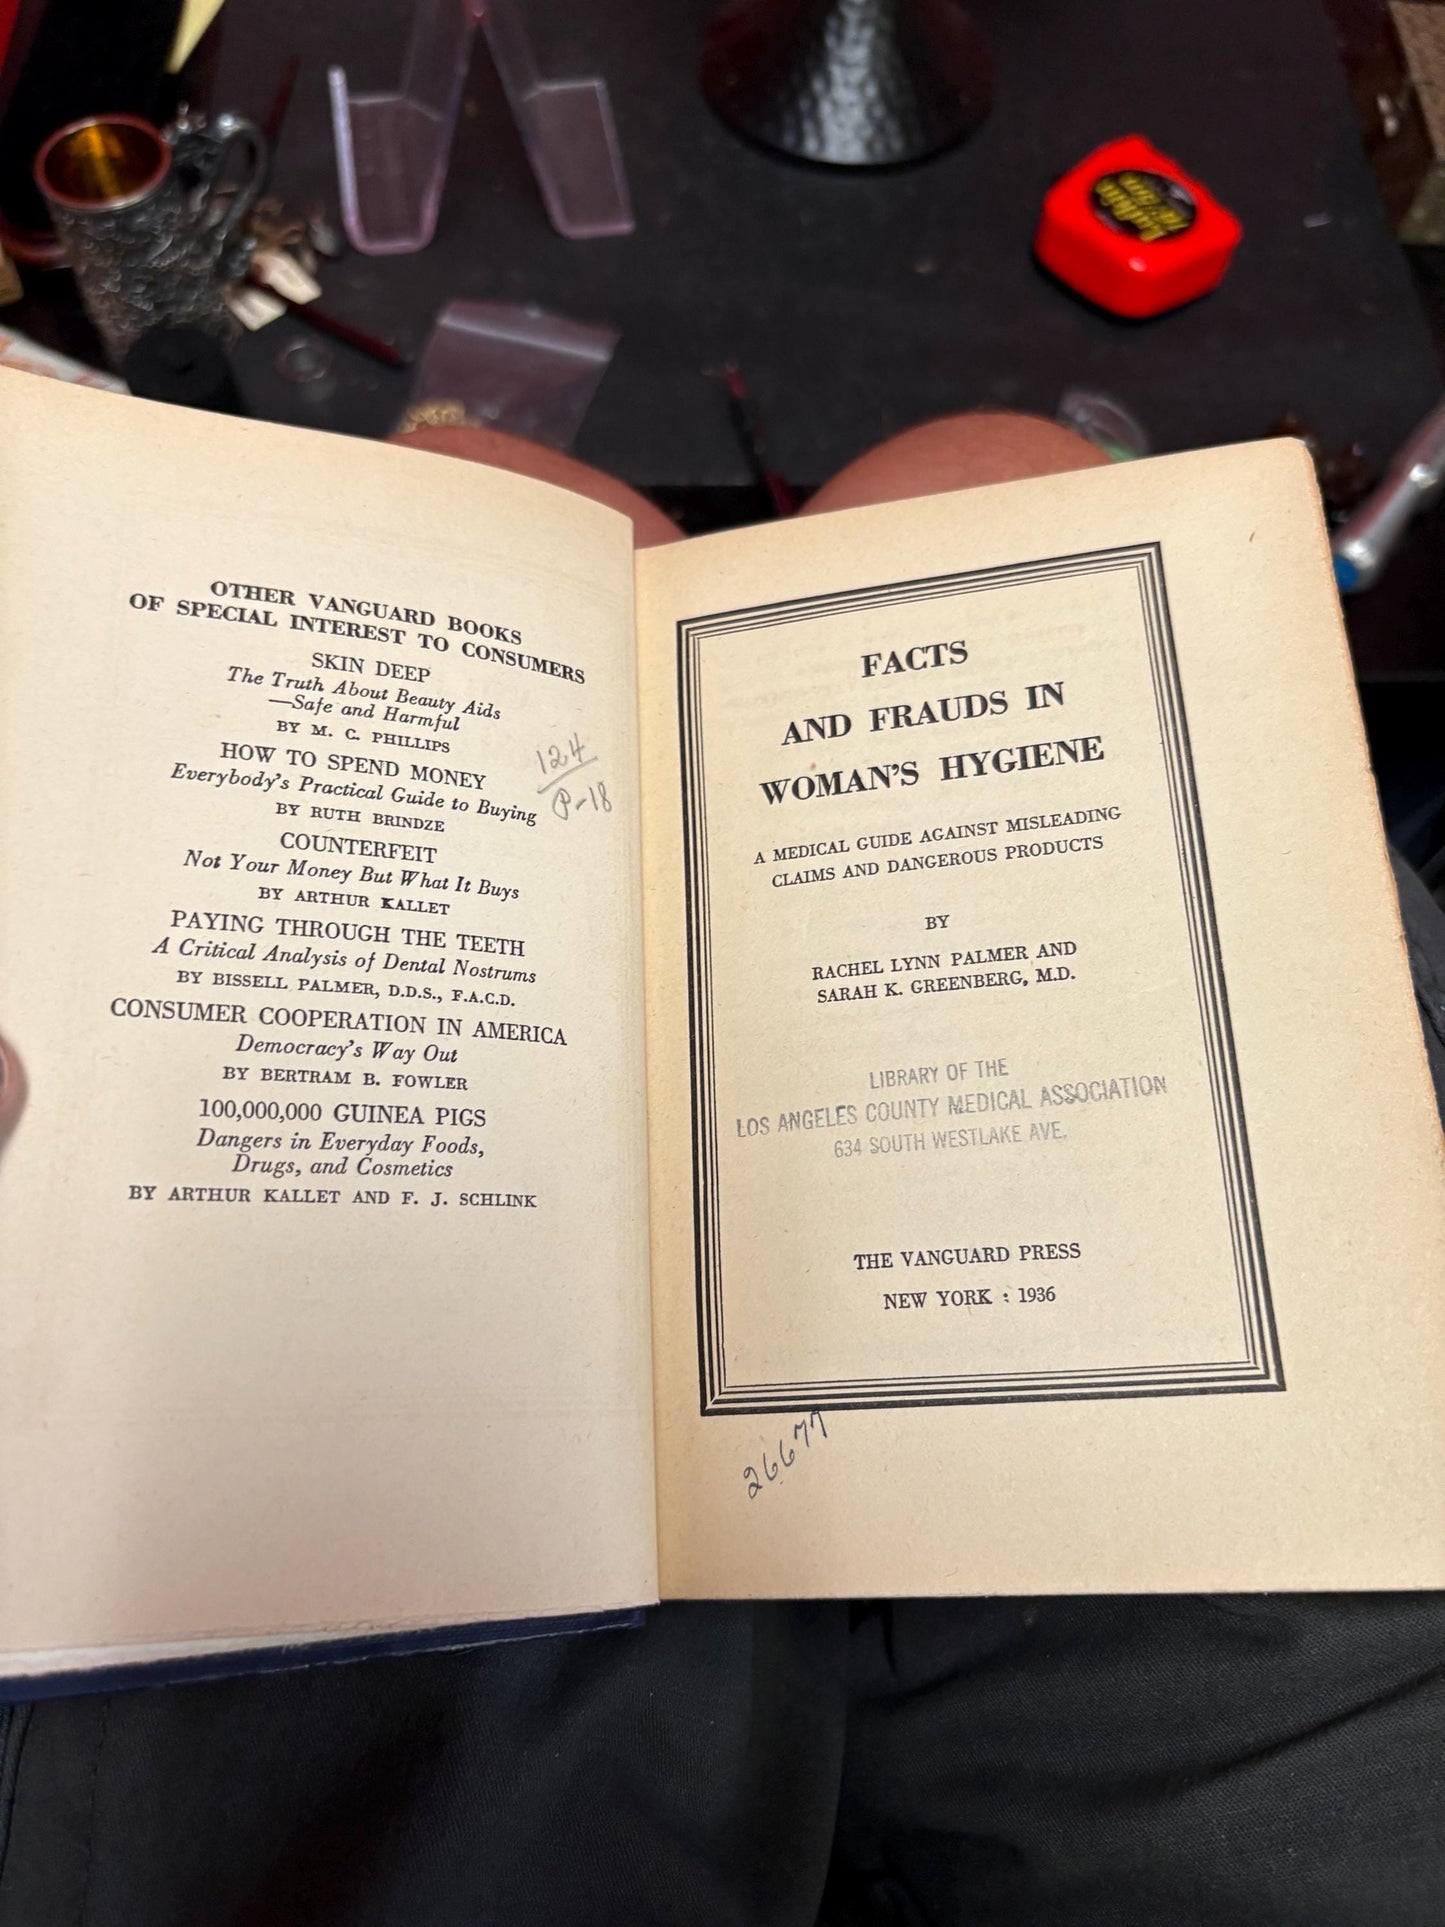 OTHER VANGUARD BOOKS
OF SPECIAL INTEREST TO CONSUMERS
SKIN DEEP
The Truth About Beauty Aids
—Safe and Harmful
BY M. C. PHILLIPS
HOW TO SPEND MONEY
Everybody's Practical Guide to Buying
BY RUTH BRINDZE
COUNTERFEIT
Not Your Money But What It Buys
BY ARTHUR KALLET
PAYING THROUGH THE TEETH
A Critical Analysis of Dental Nostrums
BY BISSELL PALMER, D.D.S., F.A.C.D.
CONSUMER COOPERATION IN AMERICA
Democracy's Way Out
BY BERTRAM B. FOWLER
100,000,000 GUINEA PIGS
Dangers in Everyday Foods,
Drugs, and Cosmetics
BY ARTHUR KALLET AND F. J. SCHLINK
124
P-18
FACTS
AND FRAUDS IN
WOMAN'S HYGIENE
A MEDICAL GUIDE AGAINST MISLEADING
CLAIMS AND DANGEROUS PRODUCTS
BY
RACHEL LYNN PALMER AND
SARAH K. GREENBERG, M.D.
LIBRARY OF THE
LOS ANGELES COUNTY MEDICAL ASSOCIATION
634 SOUTH WESTLAKE AVE.
THE VANGUARD PRESS
NEW YORK : 1936
26677